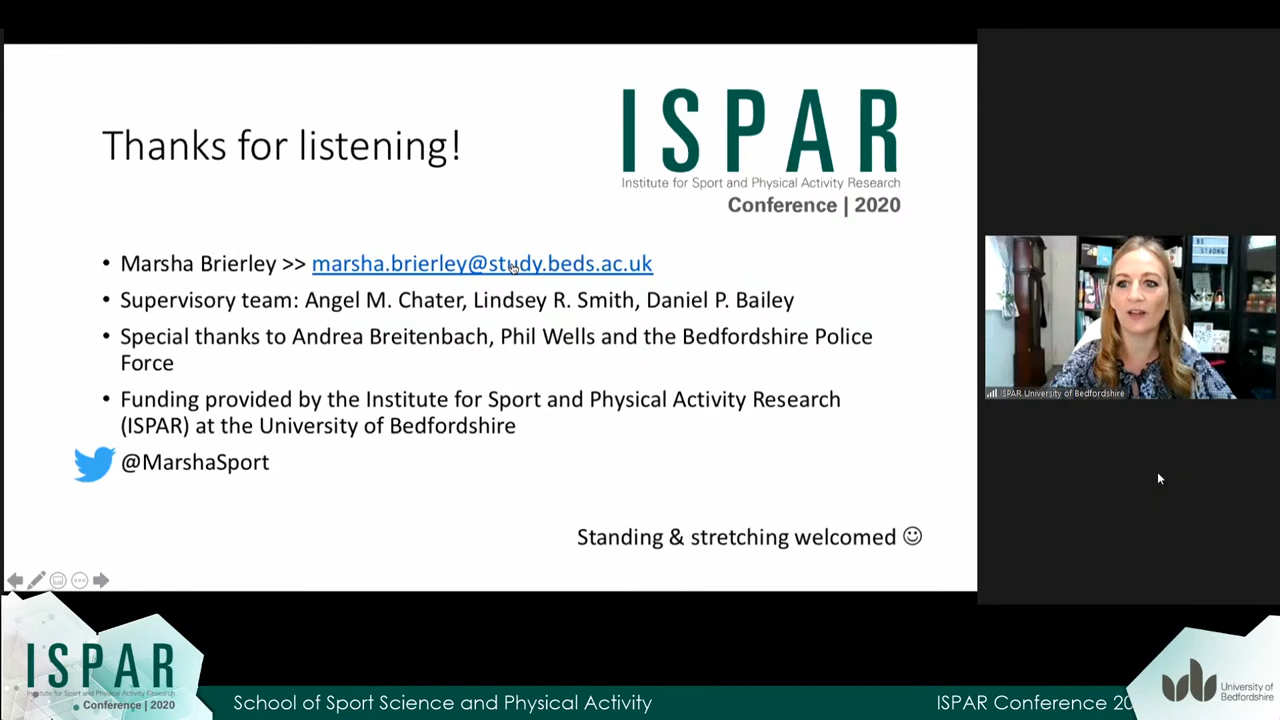 ISPAR
Institute for Sport and Physical Activity Research
Conference | 2020
Thanks for listening!
• Marsha Brierley >> marsha.brierley@study.beds.ac.uk
• Supervisory team: Angel M. Chater, Lindsey R. Smith, Daniel P. Bailey
• Special thanks to Andrea Breitenbach, Phil Wells and the Bedfordshire Police
Force
• Funding provided by the Institute for Sport and Physical Activity Research
(ISPAR) at the University of Bedfordshire
@MarshaSport
Standing & stretching welcomed ☺
BE
STRONG
ISPAR University of Bedfordshire
ISPAR
Institute for Sport and Physical Activity Research
Conference | 2020
School of Sport Science and Physical Activity
ISPAR Conference 20
University of
Bedfordshire